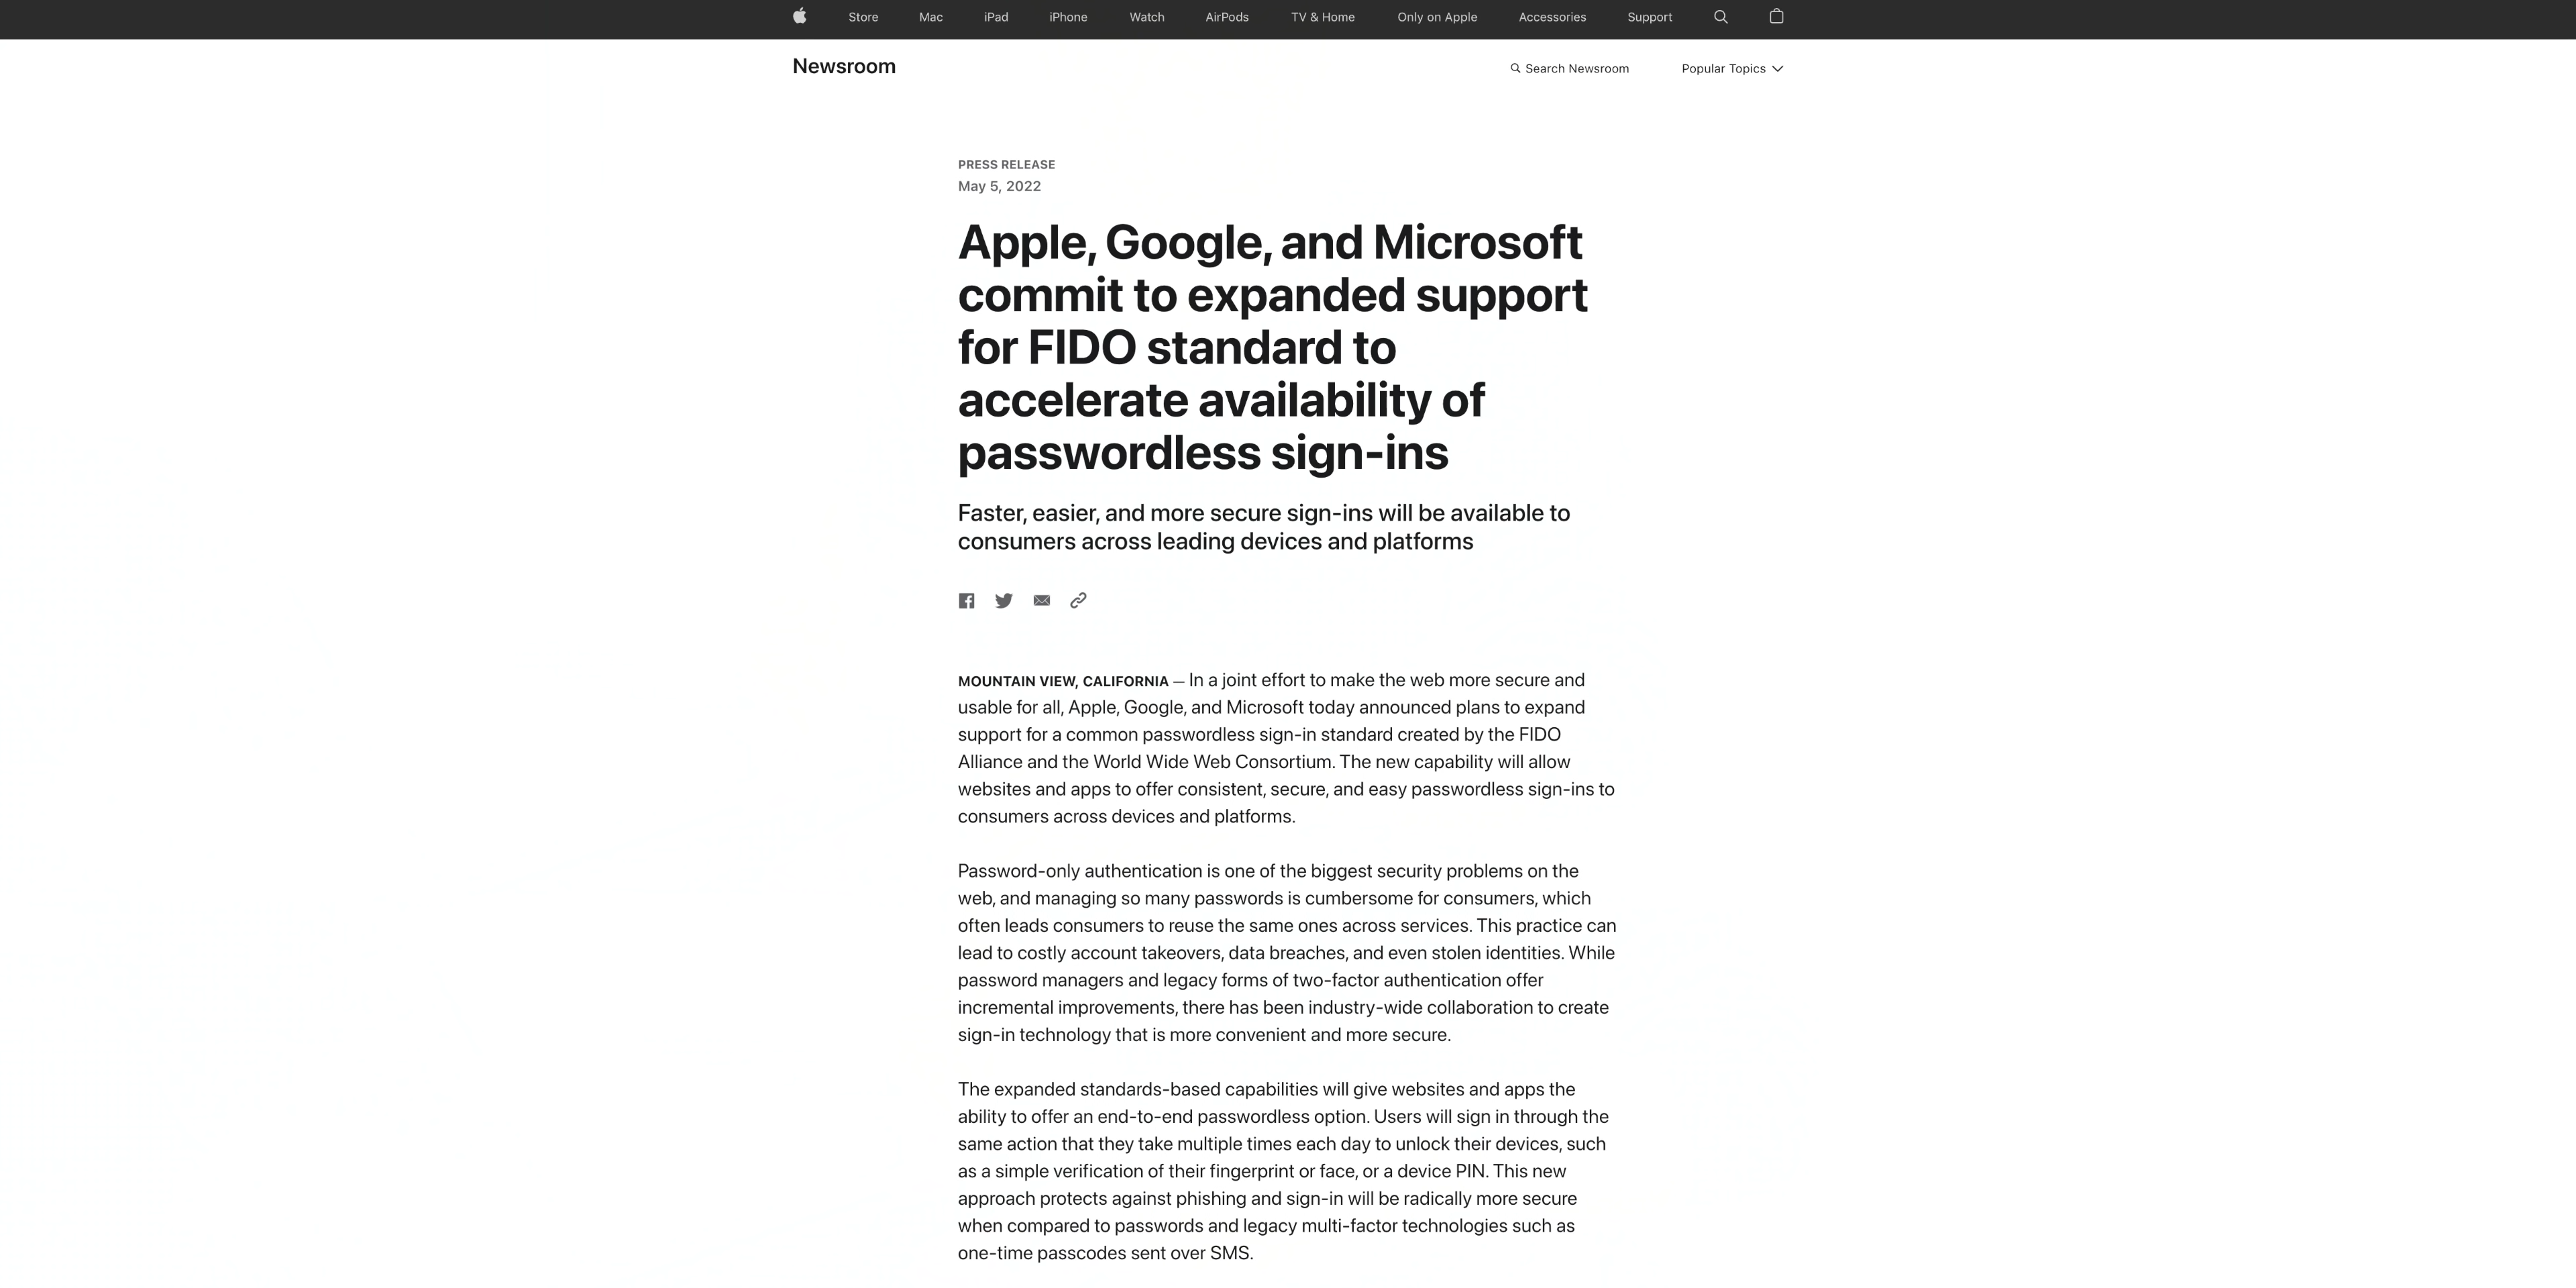 Store Mac iPad iPhone Watch AirPods TV & Home Only on Apple Accessories Support
Newsroom
Search Newsroom Popular Topics
PRESS RELEASE
May 5, 2022
Apple, Google, and Microsoft
commit to expanded support
for FIDO standard to
accelerate availability of
passwordless sign-ins
Faster, easier, and more secure sign-ins will be available to
consumers across leading devices and platforms
MOUNTAIN VIEW, CALIFORNIA — In a joint effort to make the web more secure and
usable for all, Apple, Google, and Microsoft today announced plans to expand
support for a common passwordless sign-in standard created by the FIDO
Alliance and the World Wide Web Consortium. The new capability will allow
websites and apps to offer consistent, secure, and easy passwordless sign-ins to
consumers across devices and platforms.
Password-only authentication is one of the biggest security problems on the
web, and managing so many passwords is cumbersome for consumers, which
often leads consumers to reuse the same ones across services. This practice can
lead to costly account takeovers, data breaches, and even stolen identities. While
password managers and legacy forms of two-factor authentication offer
incremental improvements, there has been industry-wide collaboration to create
sign-in technology that is more convenient and more secure.
The expanded standards-based capabilities will give websites and apps the
ability to offer an end-to-end passwordless option. Users will sign in through the
same action that they take multiple times each day to unlock their devices, such
as a simple verification of their fingerprint or face, or a device PIN. This new
approach protects against phishing and sign-in will be radically more secure
when compared to passwords and legacy multi-factor technologies such as
one-time passcodes sent over SMS.